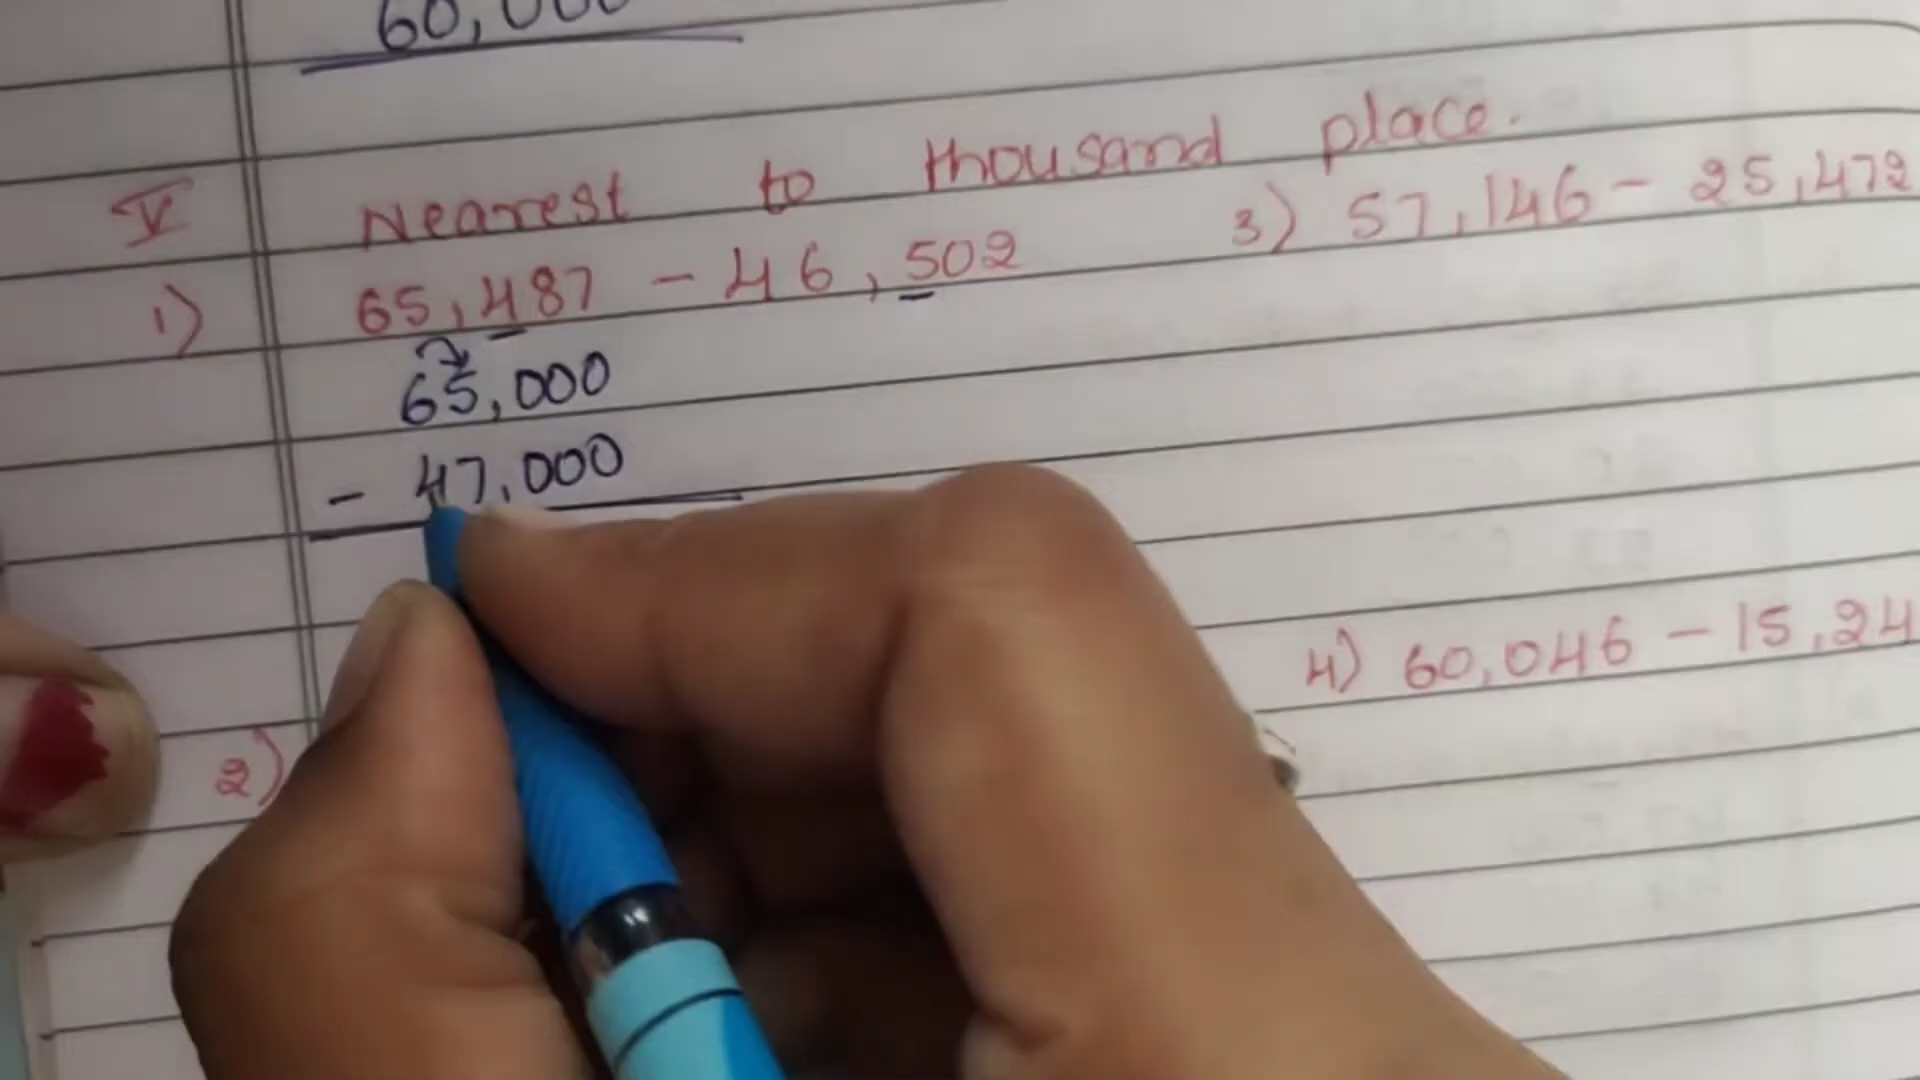 60,000
V Nearest to thousand place.
1) 65,487 - 46,502
65,000
- 47,000
2)
3) 57,146 - 25,472
4) 60,046 - 15,24